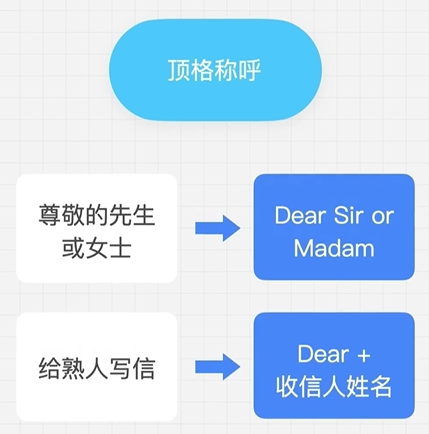 顶格称呼
尊敬的先生
或女士
Dear Sir or
Madam
给熟人写信
Dear +
收信人姓名